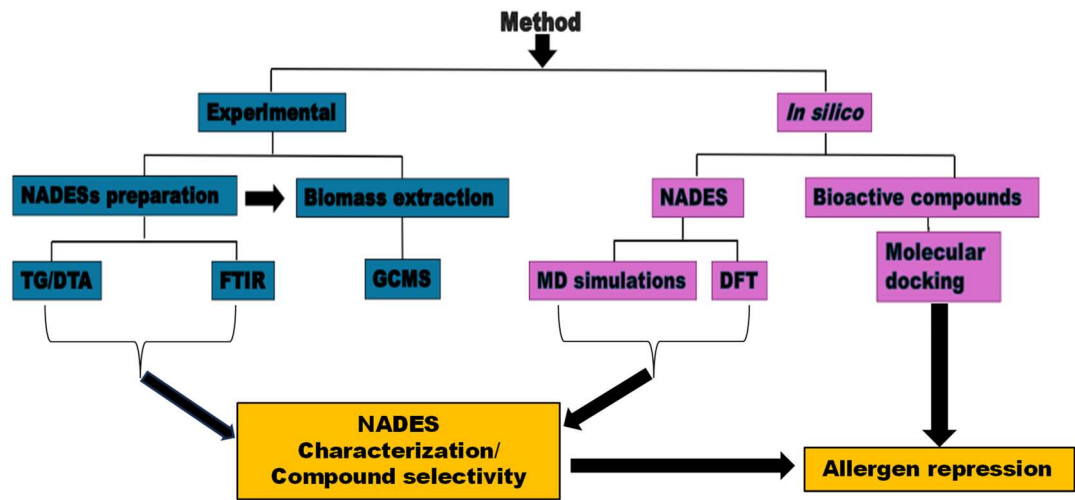 Method
Experimental
In silico
NADESs preparation
Biomass extraction
NADES
Bioactive compounds
TG/DTA
FTIR
GCMS
MD simulations
DFT
Molecular
docking
NADES
Characterization/
Compound selectivity
Allergen repression